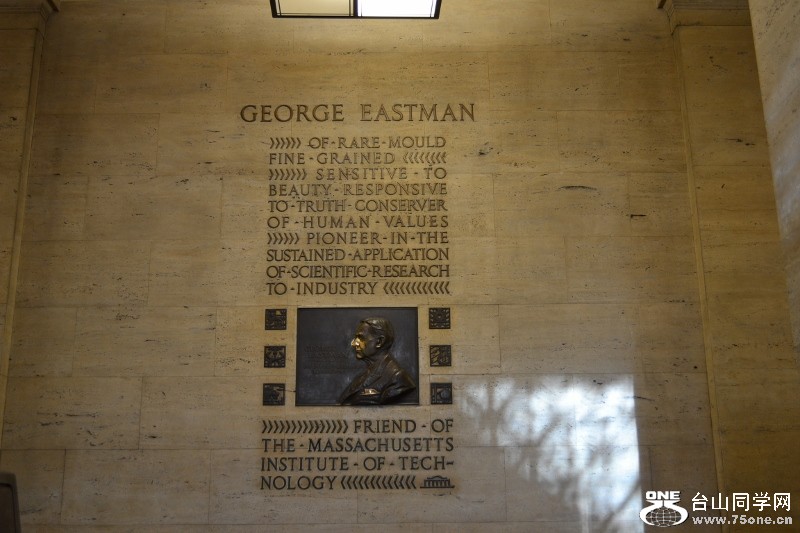 GEORGE EASTMAN
››››› OF·RARE·MOULD
FINE·GRAINED ‹‹‹‹‹‹‹
›››››› SENSITIVE·TO
BEAUTY·RESPONSIVE
TO·TRUTH·CONSERVER
OF·HUMAN·VALUES
››››› PIONEER·IN·THE
SUSTAINED·APPLICATION
OF·SCIENTIFIC·RESEARCH
TO·INDUSTRY ‹‹‹‹‹‹‹‹‹‹‹
››››››››››››› FRIEND·OF
THE·MASSACHUSETTS
INSTITUTE·OF·TECH-
NOLOGY ‹‹‹‹‹‹‹‹‹‹‹
ONE 台山同学网
www.75one.cn